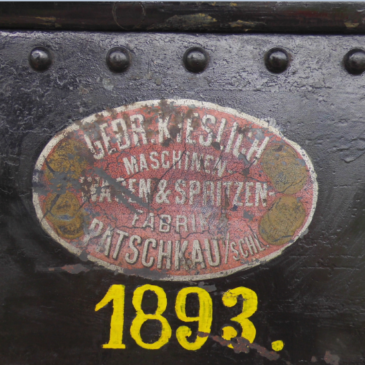 GEBR. KIESLICH
MASCHINEN
WAGEN & SPRITZEN-
FABRIK
PATSCHKAU /SCHL.
1893.